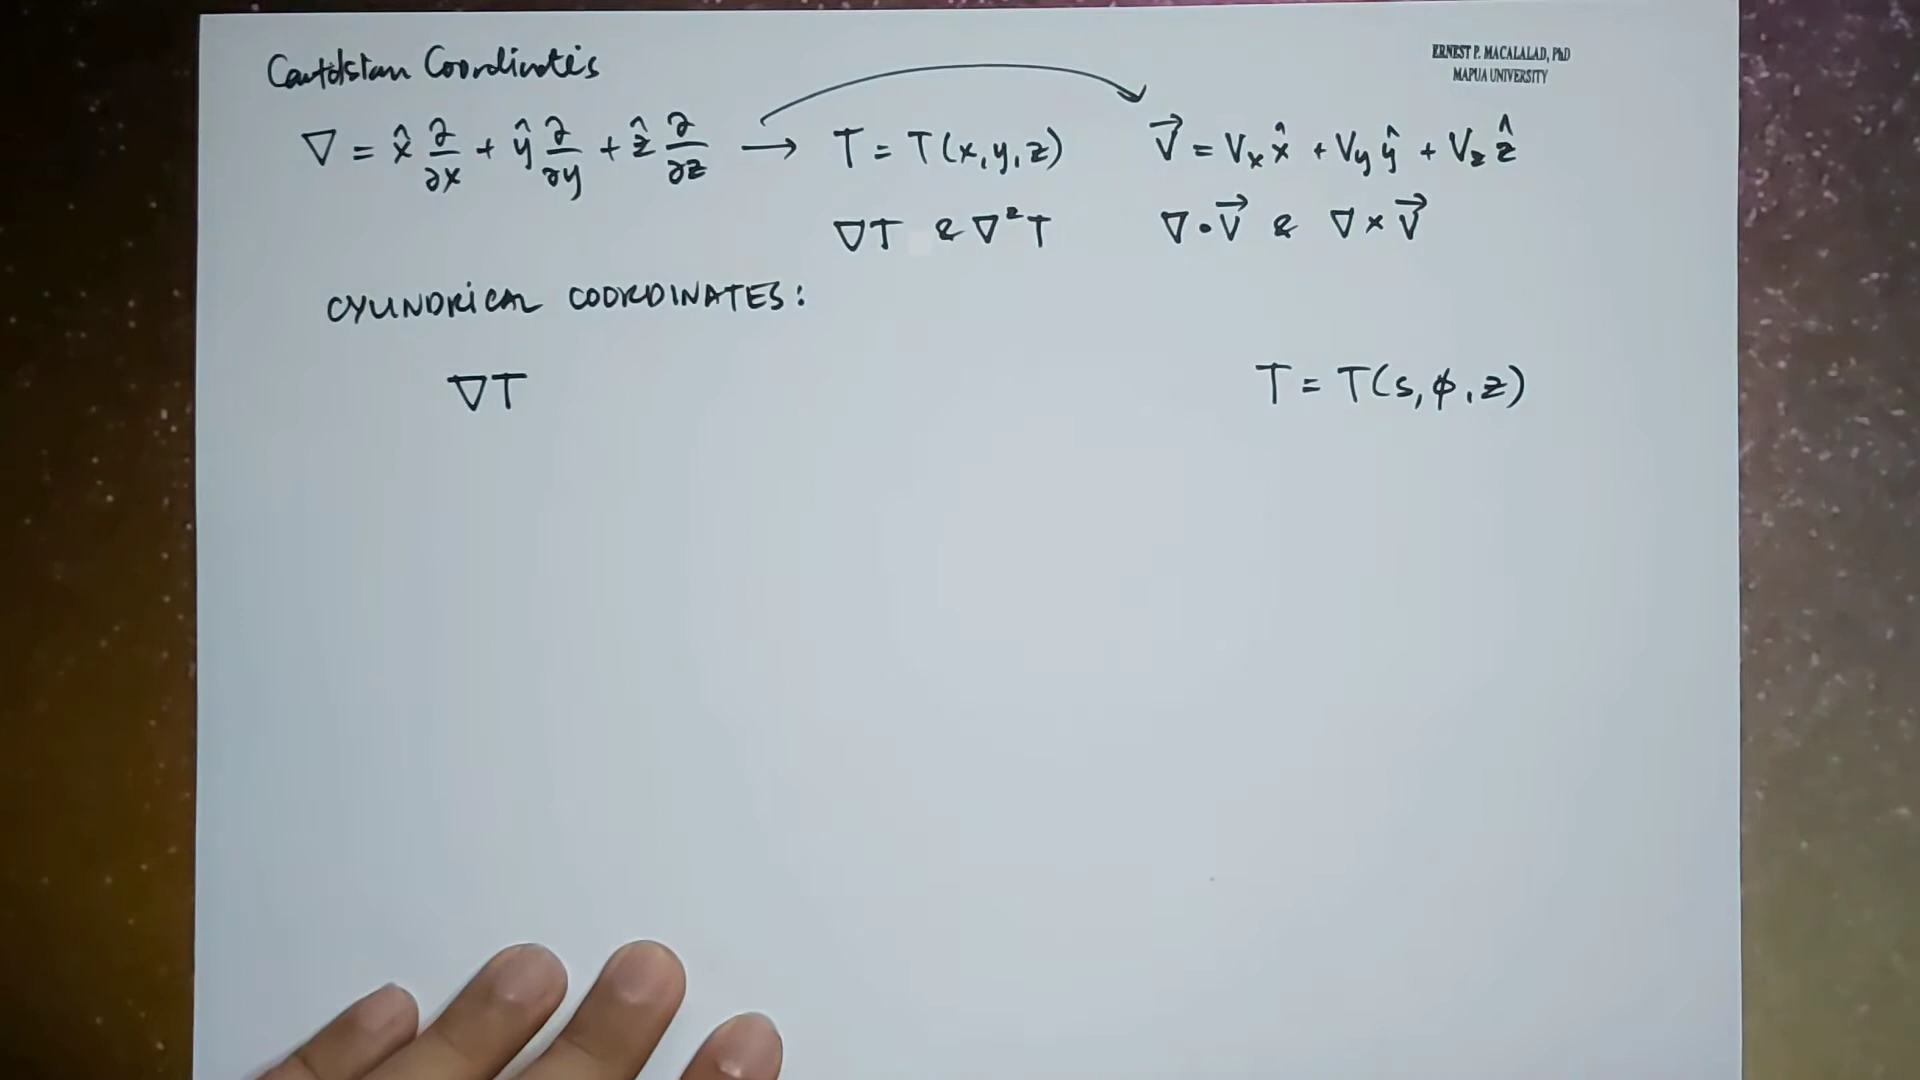 Cartesian Coordinates
ERNEST P. MACALALAD, PhD
MAPUA UNIVERSITY
∇ = x̂ ∂/∂x + ŷ ∂/∂y + ẑ ∂/∂z → T = T(x, y, z) V⃗ = Vₓ x̂ + Vy ŷ + Vz ẑ
∇T & ∇²T ∇ • V⃗ & ∇ × V⃗
CYLINDRICAL COORDINATES:
∇T T = T(s, ϕ, z)